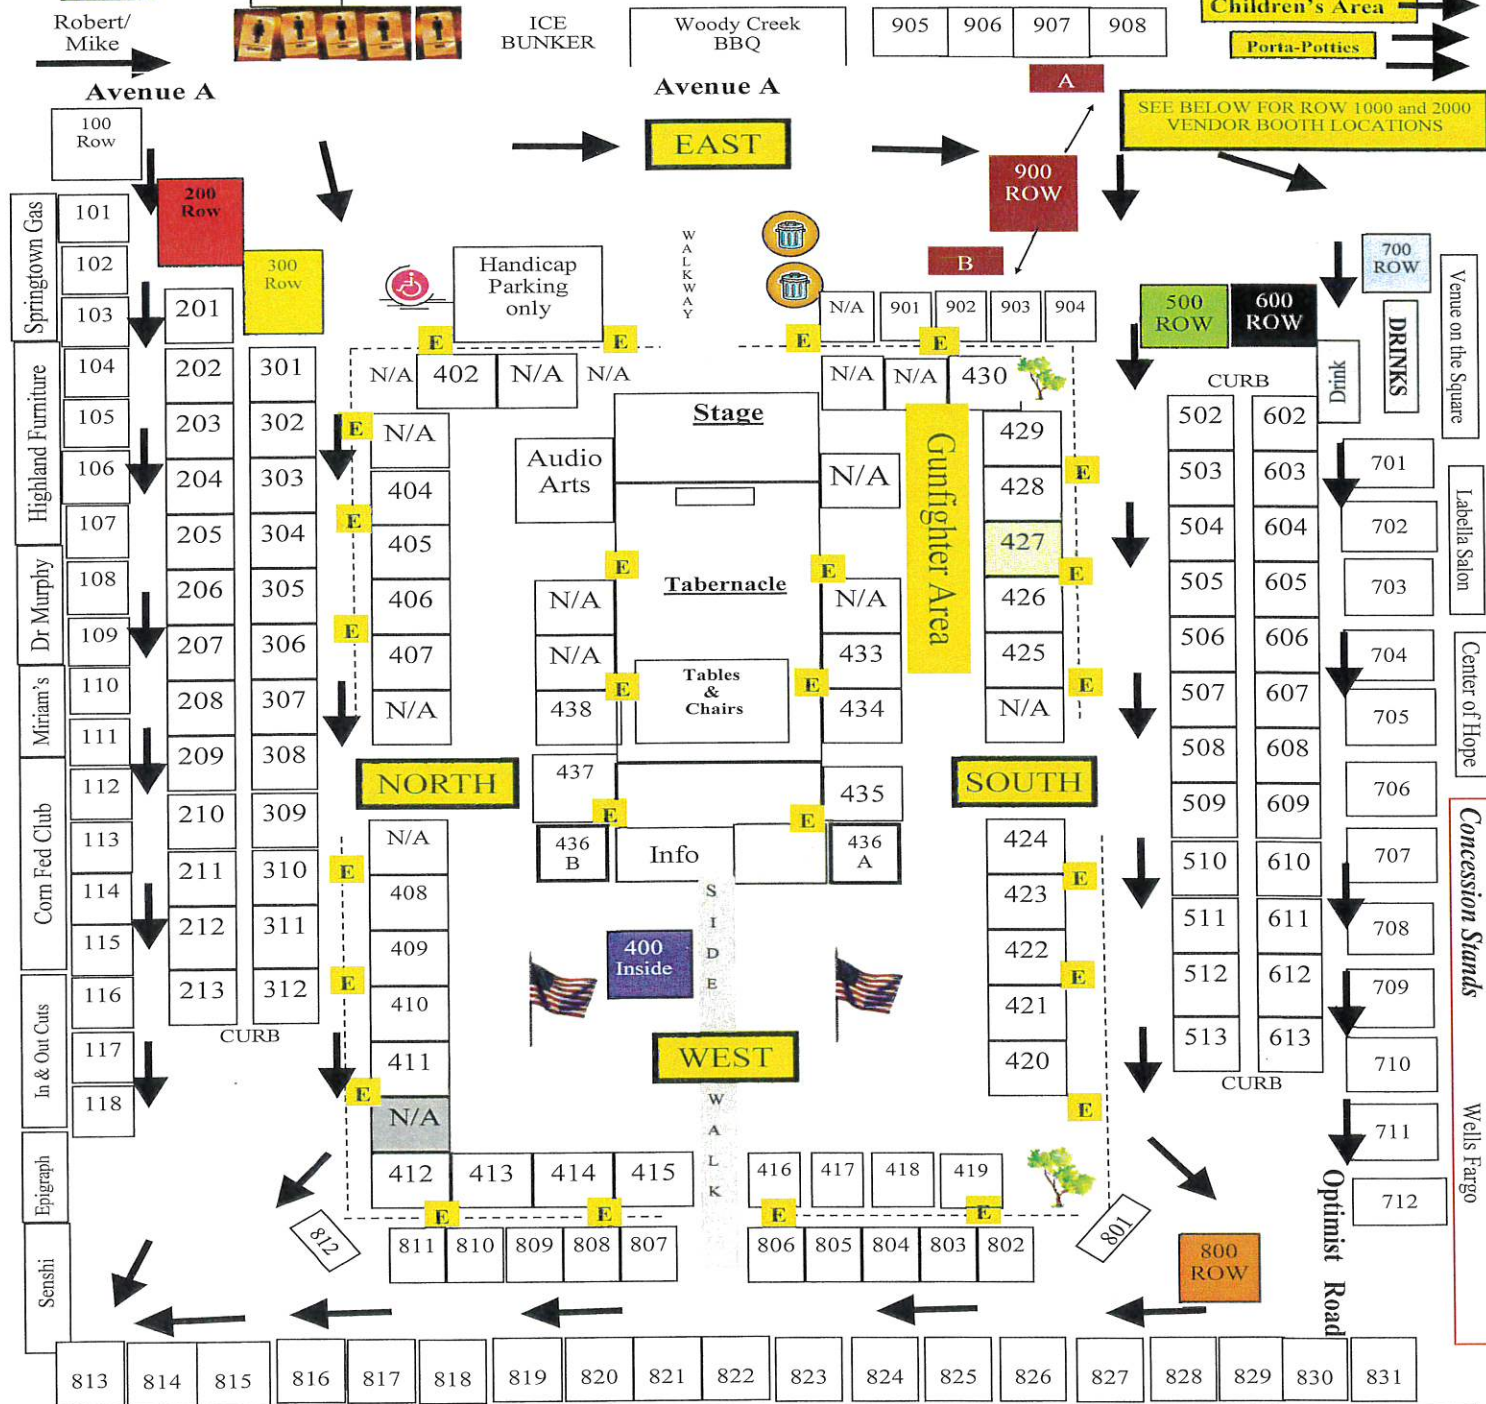 Children's Area
Robert/
Mike
ICE
BUNKER
Woody Creek
BBQ
905
906
907
908
Porta-Potties
Avenue A
Avenue A
A
SEE BELOW FOR ROW 1000 and 2000
VENDOR BOOTH LOCATIONS
100
Row
EAST
900
ROW
B
200
Row
300
Row
Handicap
Parking
only
WALKWAY
700
ROW
500
ROW
600
ROW
DRINKS
Drink
Venue on the Square
Labella Salon
Center of Hope
Concession Stands
Wells Fargo
Springtown Gas
Highland Furniture
Dr Murphy
Miriam's
Corn Fed Club
In & Out Cuts
Epigraph
Senshi
101
102
103
104
105
106
107
108
109
110
111
112
113
114
115
116
117
118
201
202
203
204
205
206
207
208
209
210
211
212
213
301
302
303
304
305
306
307
308
309
310
311
312
CURB
N/A
901
902
903
904
E
E
E
E
N/A
402
N/A
N/A
N/A
N/A
430
E
N/A
404
E
405
406
E
407
N/A
NORTH
N/A
E
408
409
E
410
411
E
N/A
412
413
414
415
Audio
Arts
Stage
N/A
E
Tabernacle
E
N/A
N/A
E
438
437
E
436
B
Tables
&
Chairs
N/A
433
E
434
435
E
436
A
Info
Gunfighter Area
429
E
428
427
E
426
425
E
N/A
SOUTH
424
E
423
422
E
421
420
E
400
Inside
SIDE
WEST
WALK
416
417
418
419
E
E
E
E
CURB
502
503
504
505
506
507
508
509
510
511
512
513
602
603
604
605
606
607
608
609
610
611
612
613
CURB
701
702
703
704
705
706
707
708
709
710
711
712
Optimist Road
812
811
810
809
808
807
806
805
804
803
802
801
800
ROW
813
814
815
816
817
818
819
820
821
822
823
824
825
826
827
828
829
830
831